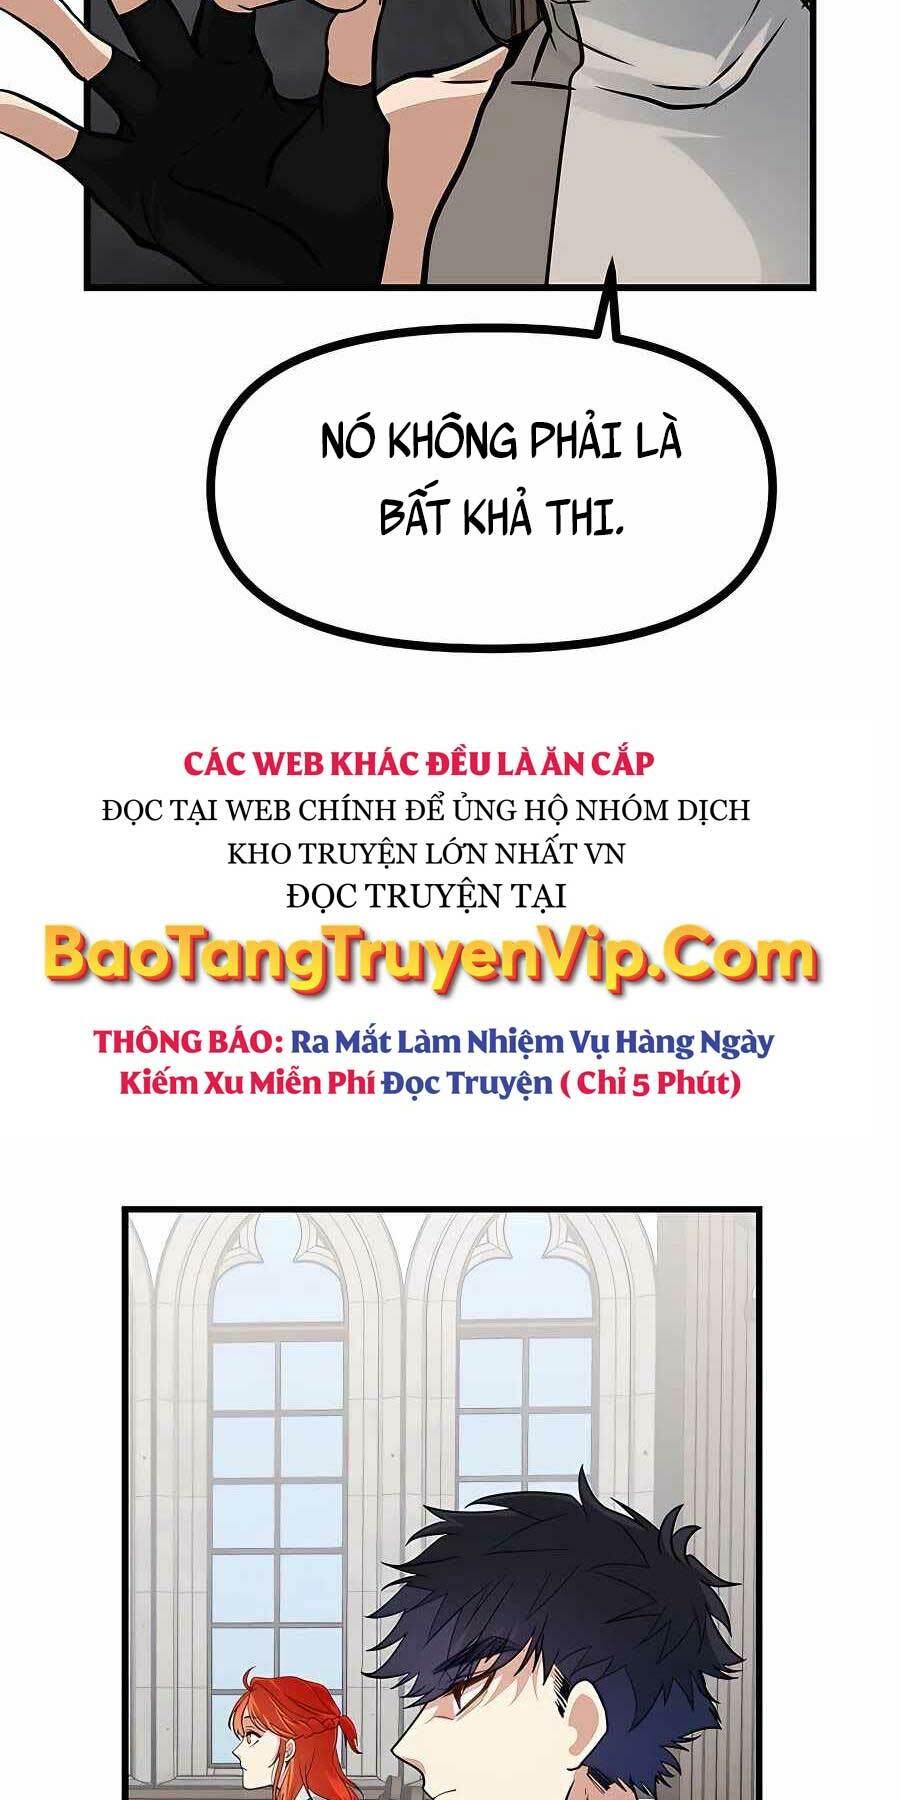 NÓ KHÔNG PHẢI LÀ
BẤT KHẢ THI.
CÁC WEB KHÁC ĐỀU LÀ ĂN CẮP
ĐỌC TẠI WEB CHÍNH ĐỂ ỦNG HỘ NHÓM DỊCH
KHO TRUYỆN LỚN NHẤT VN
ĐỌC TRUYỆN TẠI
BaoTangTruyenVip.Com
THÔNG BÁO: Ra Mắt Làm Nhiệm Vụ Hàng Ngày
Kiếm Xu Miễn Phí Đọc Truyện ( Chỉ 5 Phút)